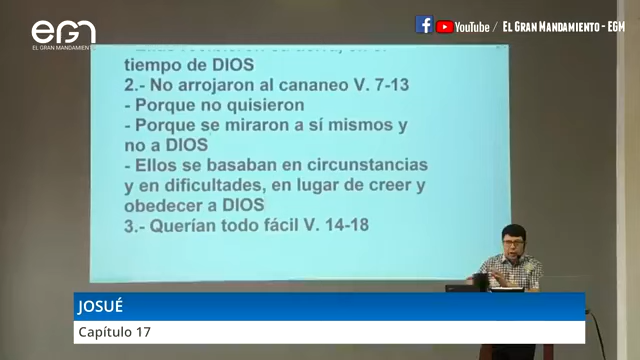 EGM
EL GRAN MANDAMIENTO
YouTube / EL GRAN MANDAMIENTO - EGM
tiempo de DIOS
2.- No arrojaron al cananeo V. 7-13
- Porque no quisieron
- Porque se miraron a sí mismos y
no a DIOS
- Ellos se basaban en circunstancias
y en dificultades, en lugar de creer y
obedecer a DIOS
3.- Querían todo fácil V. 14-18
JOSUÉ
Capítulo 17